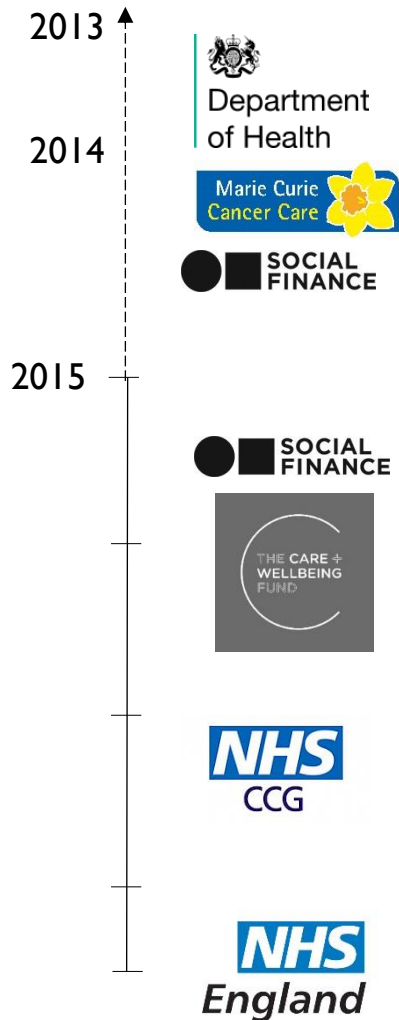 2013
Department
of Health
2014
Marie Curie
Cancer Care
SOCIAL
FINANCE
2015
SOCIAL
FINANCE
THE CARE +
WELLBEING
FUND
NHS
CCG
NHS
England